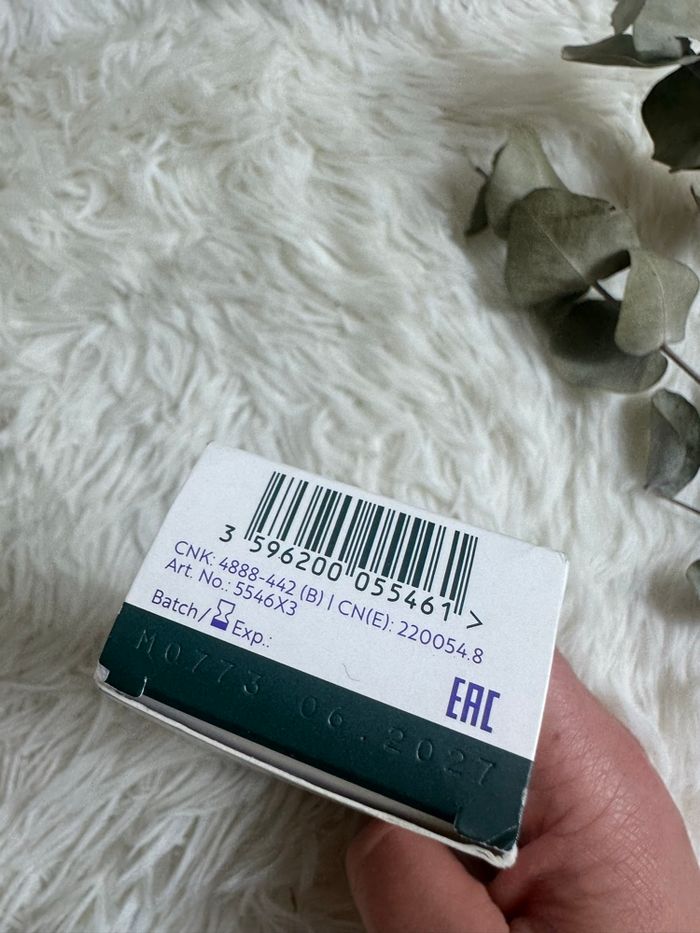 3 596200 055461 >
CNK: 4888-442 (B) | CN(E): 220054.8
Art. No.: 5546X3
Batch/ Exp.:
EAC
M0773 06.2027